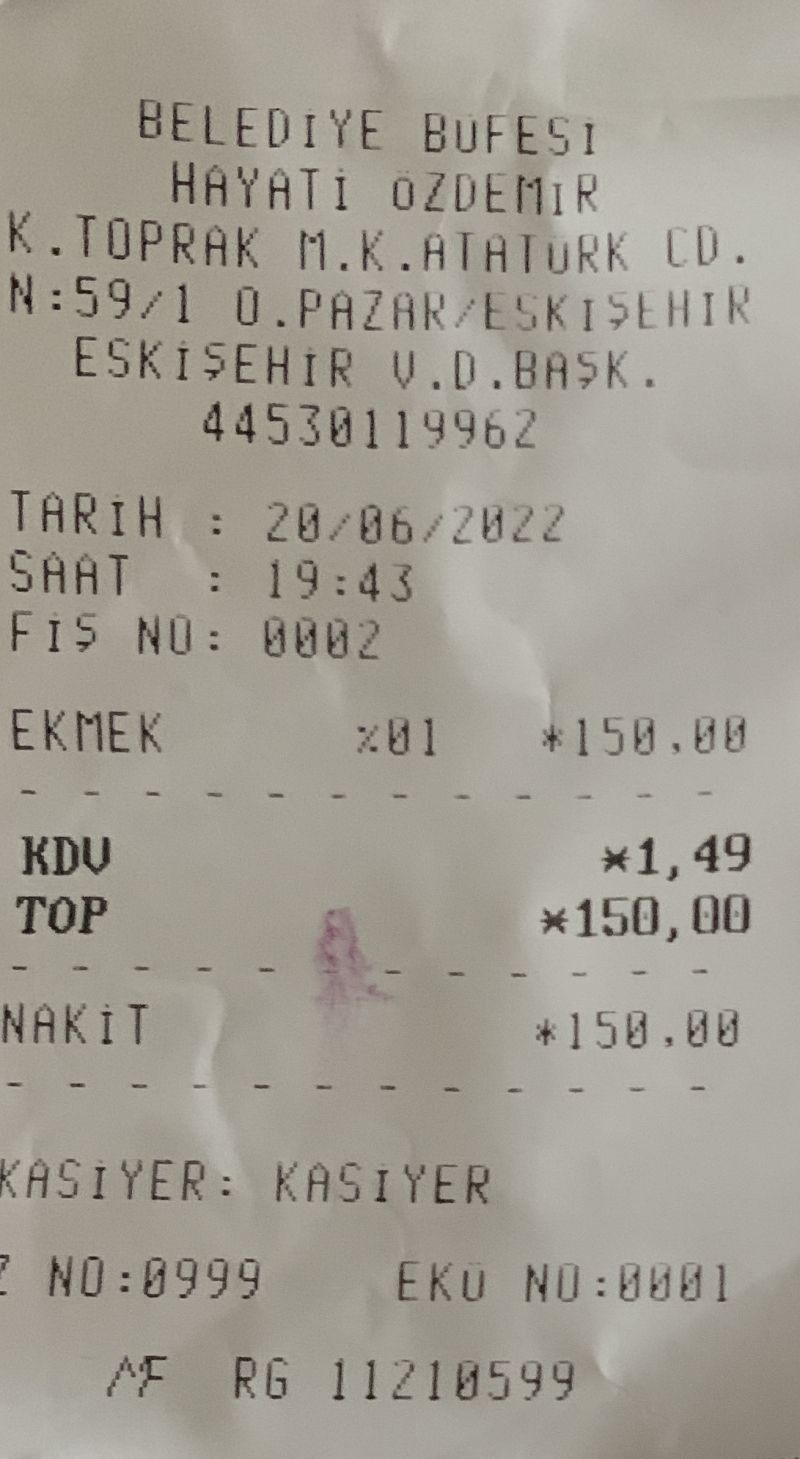 BELEDİYE BÜFESİ
HAYATİ ÖZDEMİR
K.TOPRAK M.K.ATATÜRK CD.
N:59/1 O.PAZAR/ESKİŞEHİR
ESKİŞEHİR V.D.BAŞK.
44530119962
TARİH : 20/06/2022
SAAT : 19:43
FİŞ NO: 0002
EKMEK %01 *150,00
KDV *1,49
TOP *150,00
NAKİT *150,00
KASİYER: KASİYER
Z NO:0999 EKÜ NO:0001
MF RG 11210599